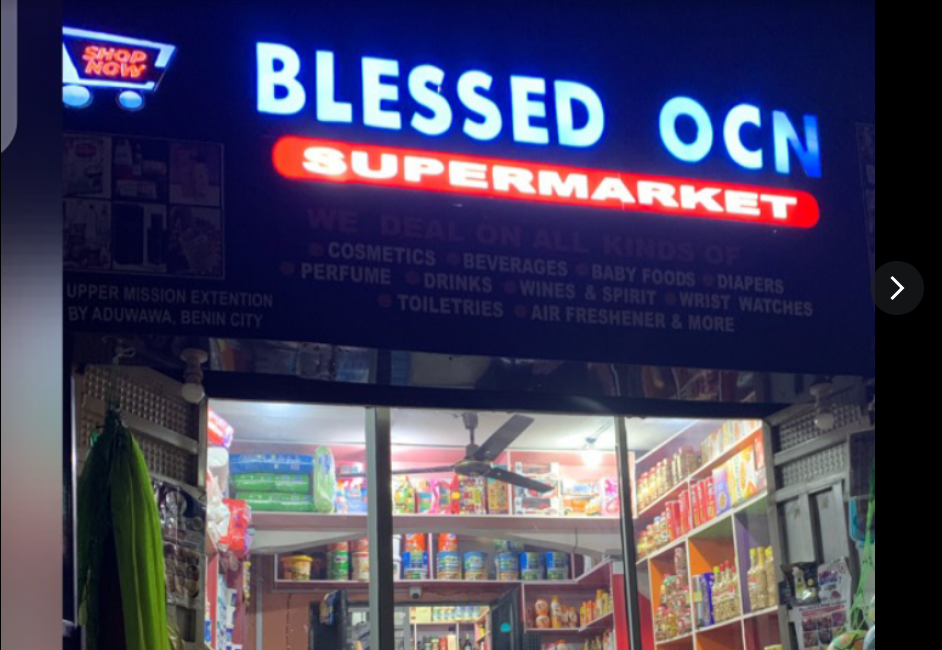 SHOP
NOW
BLESSED OCN
SUPERMARKET
WE DEAL ON ALL KINDS OF
COSMETICS BEVERAGES BABY FOODS DIAPERS
PERFUME DRINKS WINES & SPIRIT WRIST WATCHES
TOILETRIES AIR FRESHENER & MORE
UPPER MISSION EXTENTION
BY ADUWAWA, BENIN CITY